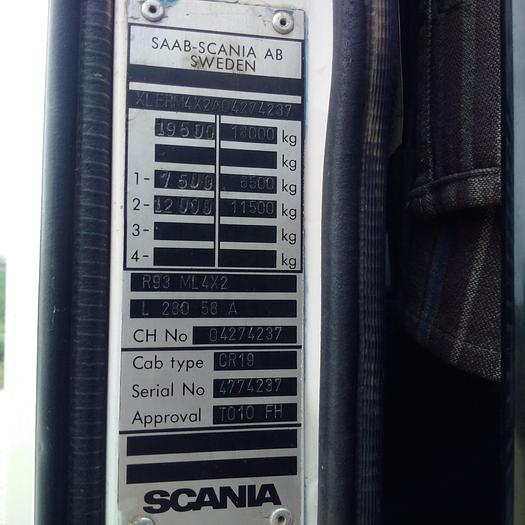 SAAB-SCANIA AB
SWEDEN
XLERM4X2A04274237
19500 18000 kg
kg
1- 7500 6500 kg
2- 12000 11500 kg
3- kg
4- kg
R93 ML4X2
L 280 58 A
CH No 04274237
Cab type CR19
Serial No 4774237
Approval T010 FH
SCANIA